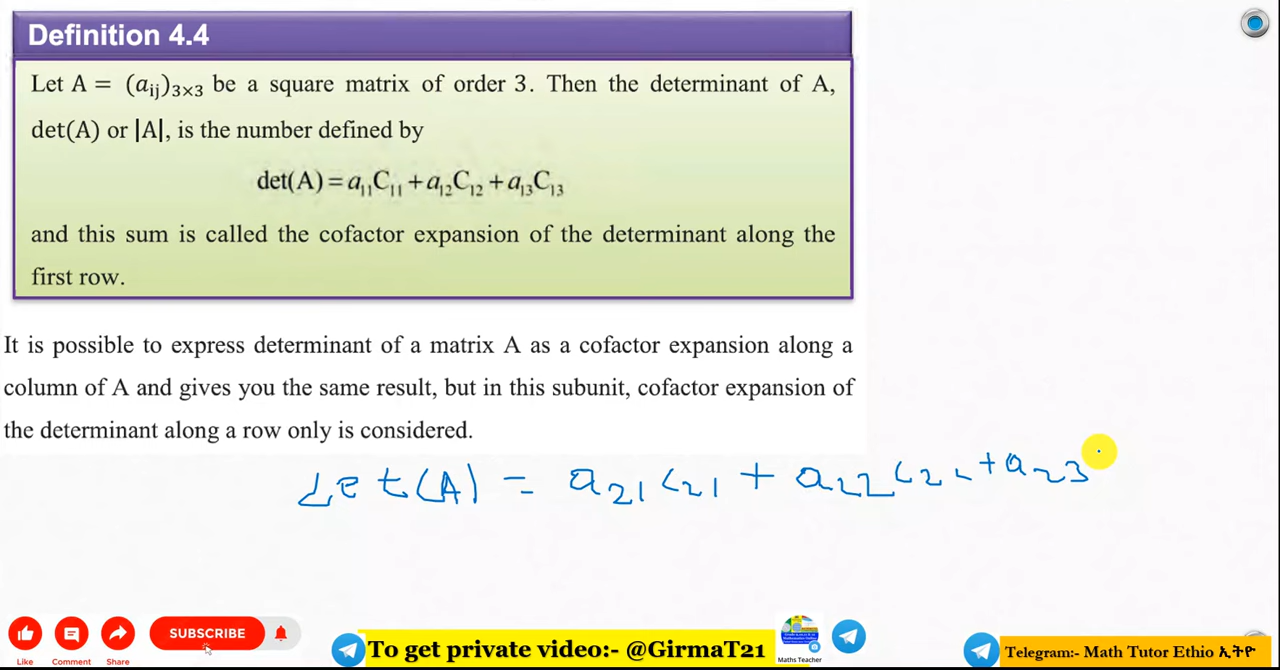 Definition 4.4
Let A = (aᵢⱼ)₃ₓ₃ be a square matrix of order 3. Then the determinant of A,
det(A) or |A|, is the number defined by
det(A) = a₁₁C₁₁ + a₁₂C₁₂ + a₁₃C₁₃
and this sum is called the cofactor expansion of the determinant along the
first row.
It is possible to express determinant of a matrix A as a cofactor expansion along a
column of A and gives you the same result, but in this subunit, cofactor expansion of
the determinant along a row only is considered.
det(A) = a₂₁C₂₁ + a₂₂C₂₂ + a₂₃
SUBSCRIBE
Like Comment Share
To get private video:- @GirmaT21
Maths Teacher
Telegram:- Math Tutor Ethio ኢትዮ